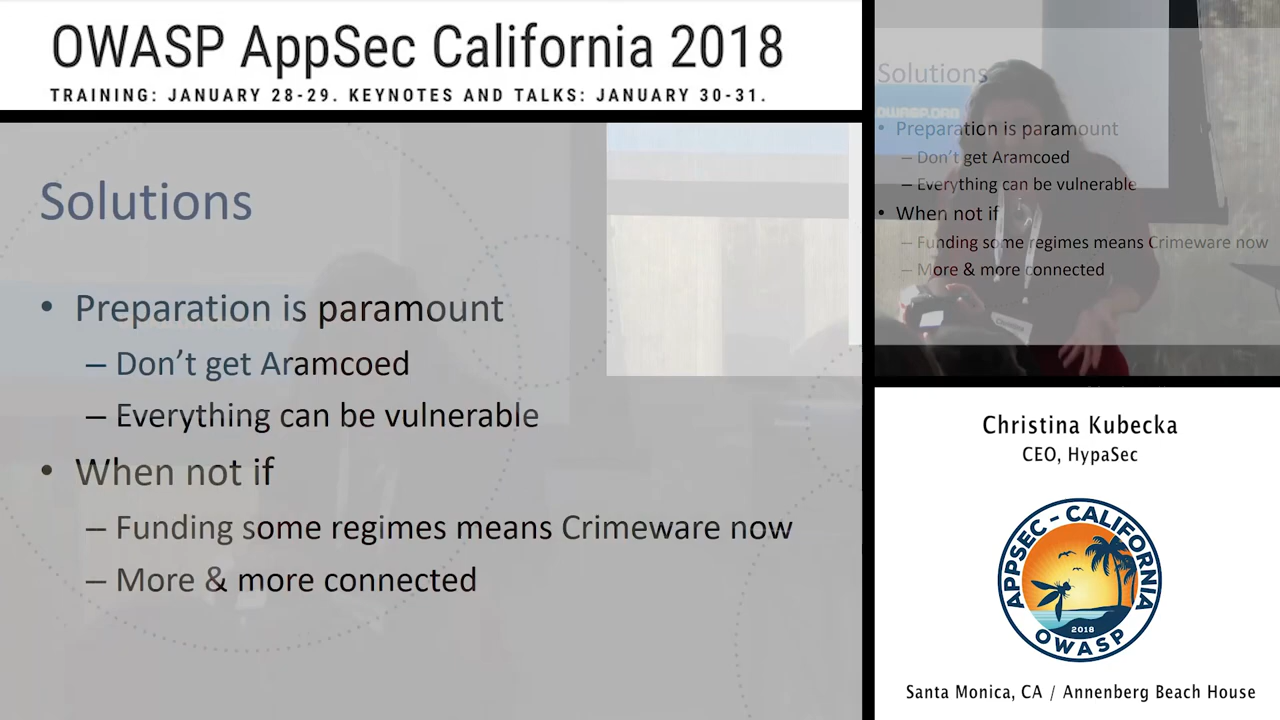 OWASP AppSec California 2018
TRAINING: JANUARY 28-29. KEYNOTES AND TALKS: JANUARY 30-31.
Solutions
• Preparation is paramount
– Don't get Aramcoed
– Everything can be vulnerable
• When not if
– Funding some regimes means Crimeware now
– More & more connected
Solutions
OWASP.ORG
• Preparation is paramount
– Don't get Aramcoed
– Everything can be vulnerable
• When not if
– Funding some regimes means Crimeware now
– More & more connected
Christina Kubecka
CEO, HypaSec
APPSEC - CALIFORNIA
2018
OWASP
Santa Monica, CA / Annenberg Beach House